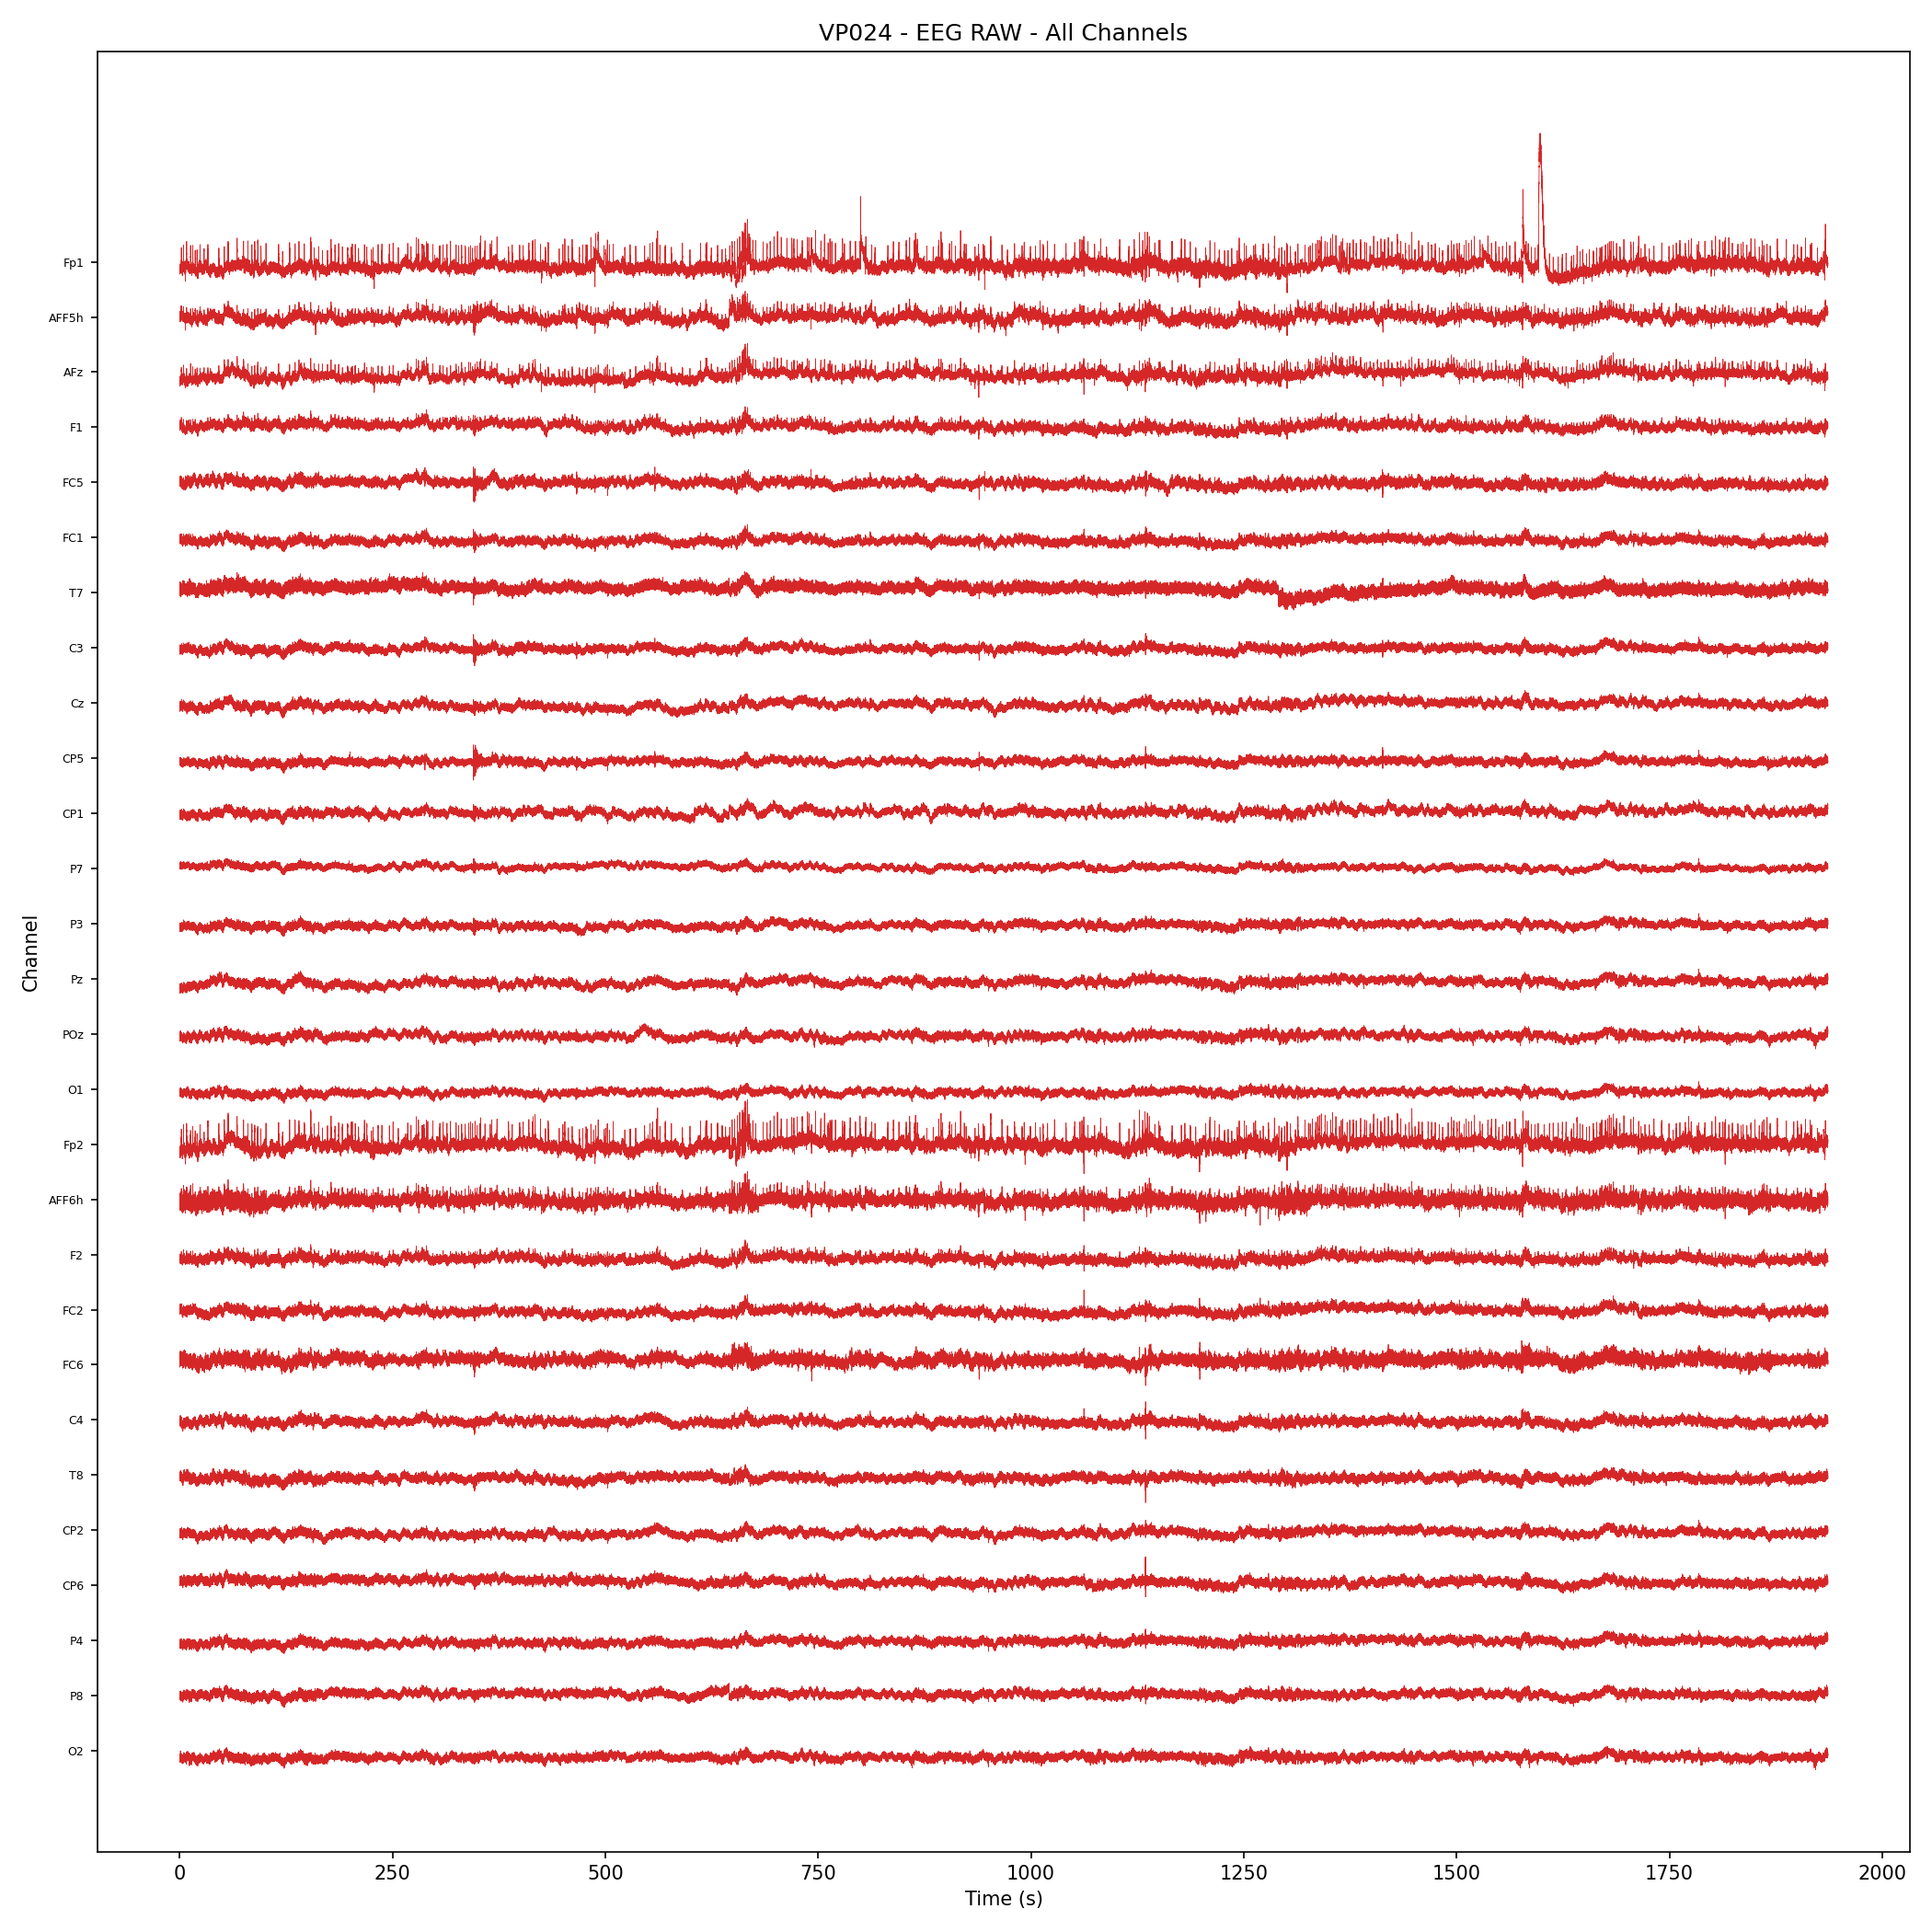 VP024 - EEG RAW - All Channels
Channel
Fp1
AFF5h
AFz
F1
FC5
FC1
T7
C3
Cz
CP5
CP1
P7
P3
Pz
POz
O1
Fp2
AFF6h
F2
FC2
FC6
C4
T8
CP2
CP6
P4
P8
O2
0 250 500 750 1000 1250 1500 1750 2000
Time (s)